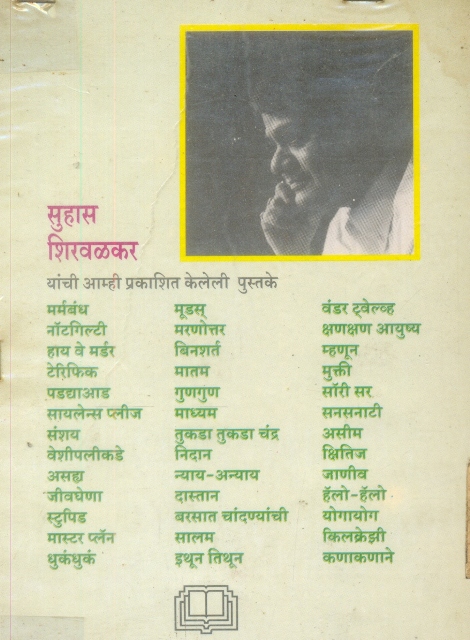 सुहास
शिरवळकर
यांची आम्ही प्रकाशित केलेली पुस्तके
मर्मबंध
नॉटगिल्टी
हाय वे मर्डर
टेरिफिक
पडद्याआड
सायलेन्स प्लीज
संशय
वेशीपलीकडे
असह्य
जीवघेणा
स्टुपिड
मास्टर प्लॅन
धुकंधुकं
मूडस्
मरणोत्तर
बिनशर्त
मातम
गुणगुण
माध्यम
तुकडा तुकडा चंद्र
निदान
न्याय-अन्याय
दास्तान
बरसात चांदण्यांची
सालम
इथून तिथून
वंडर ट्वेल्व्ह
क्षणक्षण आयुष्य
म्हणून
मुक्ती
सॉरी सर
सनसनाटी
असीम
क्षितिज
जाणीव
हॅलो-हॅलो
योगायोग
किलक्रेझी
कणाकणाने